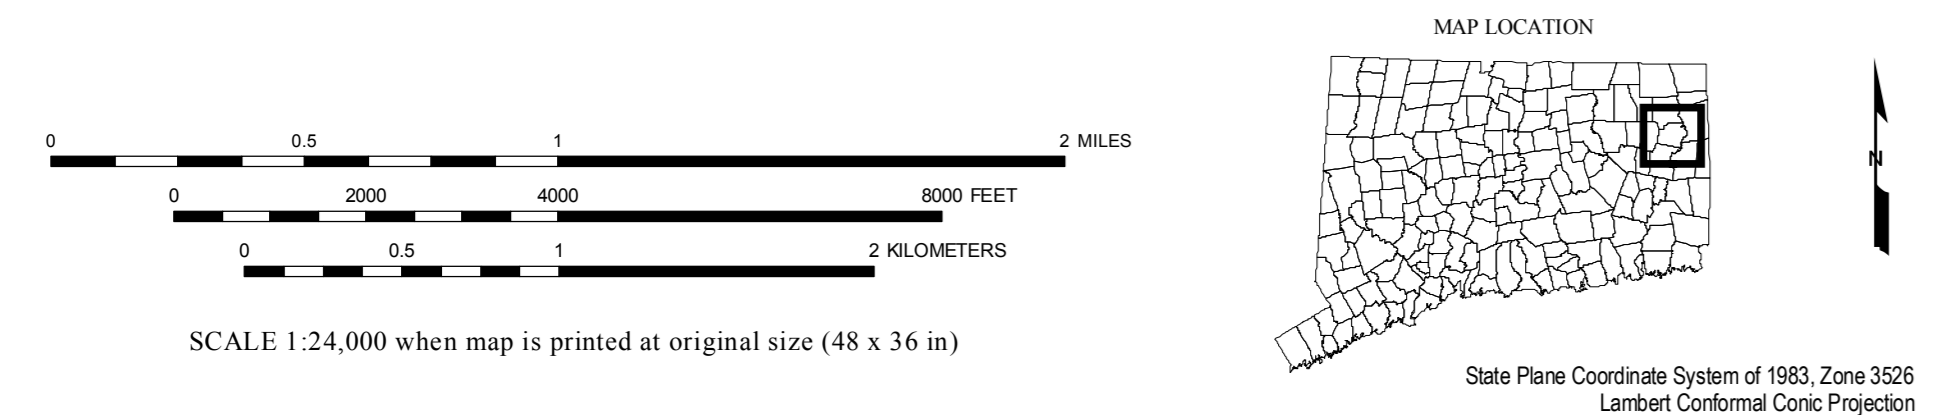 MAP LOCATION
0 0.5 1 2 MILES
0 2000 4000 8000 FEET
0 0.5 1 2 KILOMETERS
SCALE 1:24,000 when map is printed at original size (48 x 36 in)
N
State Plane Coordinate System of 1983, Zone 3526
Lambert Conformal Conic Projection